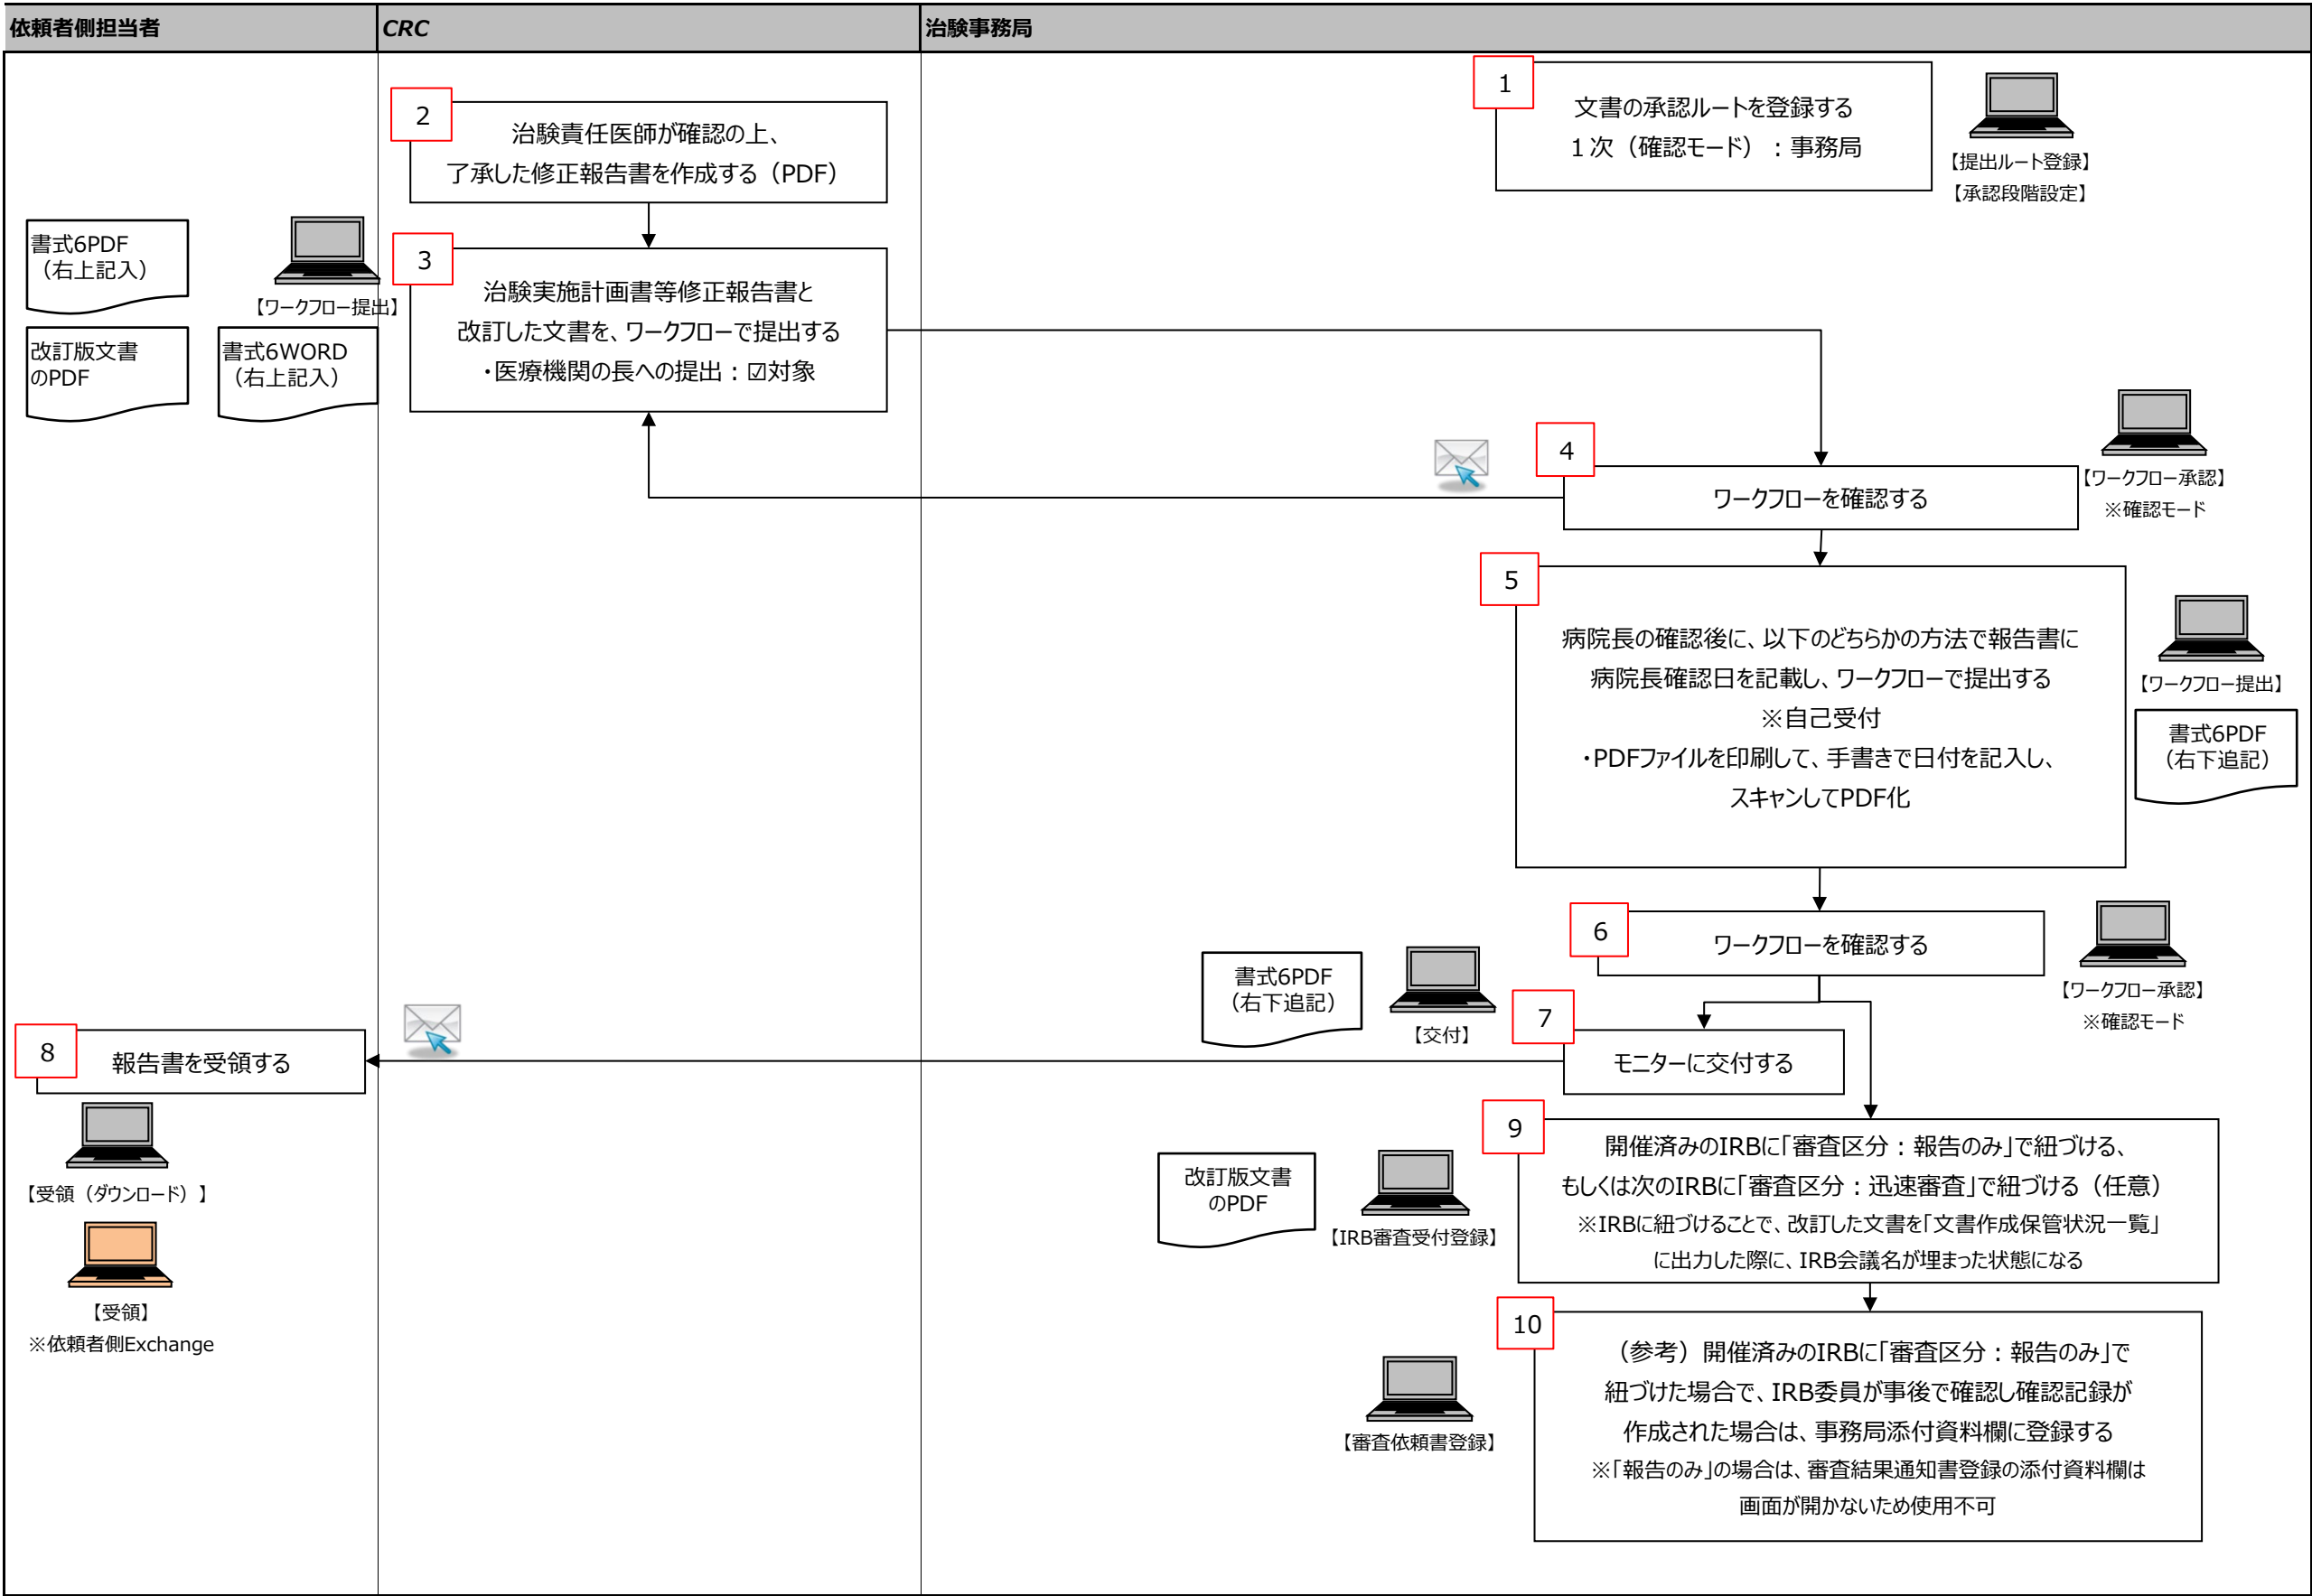 依頼者側担当者
CRC
治験事務局
1
文書の承認ルートを登録する
1次（確認モード）：事務局
【提出ルート登録】
【承認段階設定】
2
治験責任医師が確認の上、
了承した修正報告書を作成する（PDF）
書式6PDF
（右上記入）
【ワークフロー提出】
改訂版文書
のPDF
書式6WORD
（右上記入）
3
治験実施計画書等修正報告書と
改訂した文書を、ワークフローで提出する
・医療機関の長への提出：☑対象
4
ワークフローを確認する
【ワークフロー承認】
※確認モード
5
病院長の確認後に、以下のどちらかの方法で報告書に
病院長確認日を記載し、ワークフローで提出する
※自己受付
・PDFファイルを印刷して、手書きで日付を記入し、
スキャンしてPDF化
【ワークフロー提出】
書式6PDF
（右下追記）
6
ワークフローを確認する
【ワークフロー承認】
※確認モード
書式6PDF
（右下追記）
【交付】
7
モニターに交付する
8
報告書を受領する
【受領（ダウンロード）】
【受領】
※依頼者側Exchange
改訂版文書
のPDF
【IRB審査受付登録】
9
開催済みのIRBに「審査区分：報告のみ」で紐づける、
もしくは次のIRBに「審査区分：迅速審査」で紐づける（任意）
※IRBに紐づけることで、改訂した文書を「文書作成保管状況一覧」
に出力した際に、IRB会議名が埋まった状態になる
10
（参考）開催済みのIRBに「審査区分：報告のみ」で
紐づけた場合で、IRB委員が事後で確認し確認記録が
作成された場合は、事務局添付資料欄に登録する
※「報告のみ」の場合は、審査結果通知書登録の添付資料欄は
画面が開かないため使用不可
【審査依頼書登録】